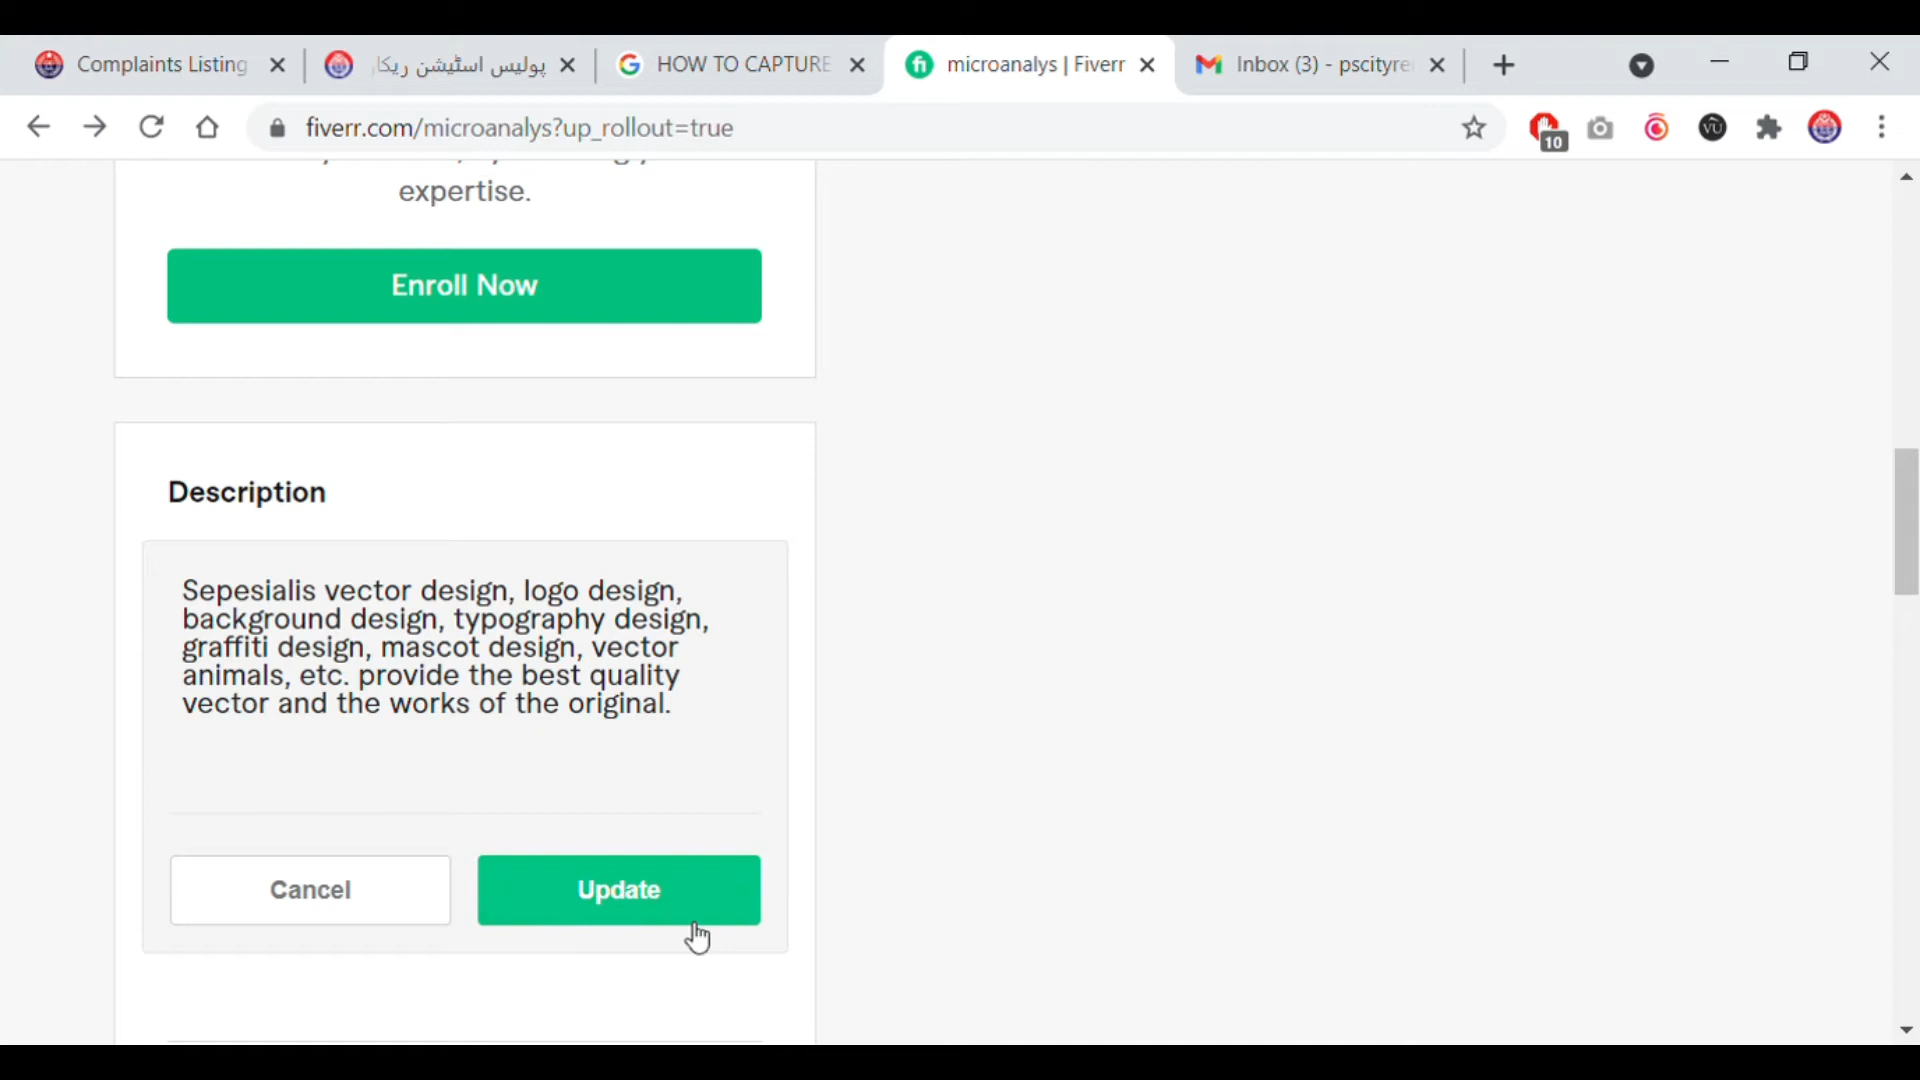 Complaints Listing
پولیس اسٹیشن ریکا
HOW TO CAPTURE
microanalys | Fiverr
Inbox (3) - pscityre
fiverr.com/microanalys?up_rollout=true
10
VU
expertise.
Enroll Now
Description
Sepesialis vector design, logo design,
background design, typography design,
graffiti design, mascot design, vector
animals, etc. provide the best quality
vector and the works of the original.
Cancel
Update